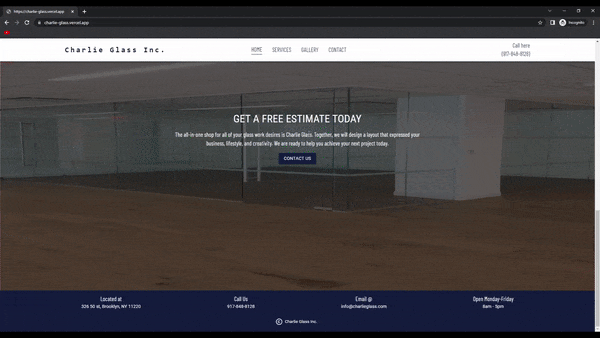 https://charlie-glass.vercel.app
charlie-glass.vercel.app
Incognito
Charlie Glass Inc.
HOME
SERVICES
GALLERY
CONTACT
Call here
(917-848-8128)
GET A FREE ESTIMATE TODAY
The all-in-one shop for all of your glass work desires is Charlie Glass. Together, we will design a layout that expressed your
business, lifestyle, and creativity. We are ready to help you achieve your next project today.
CONTACT US
Located at
326 50 st, Brooklyn, NY 11220
Call Us
917-848-8128
Email @
info@charlieglass.com
Open Monday-Friday
8am - 5pm
© Charlie Glass Inc.